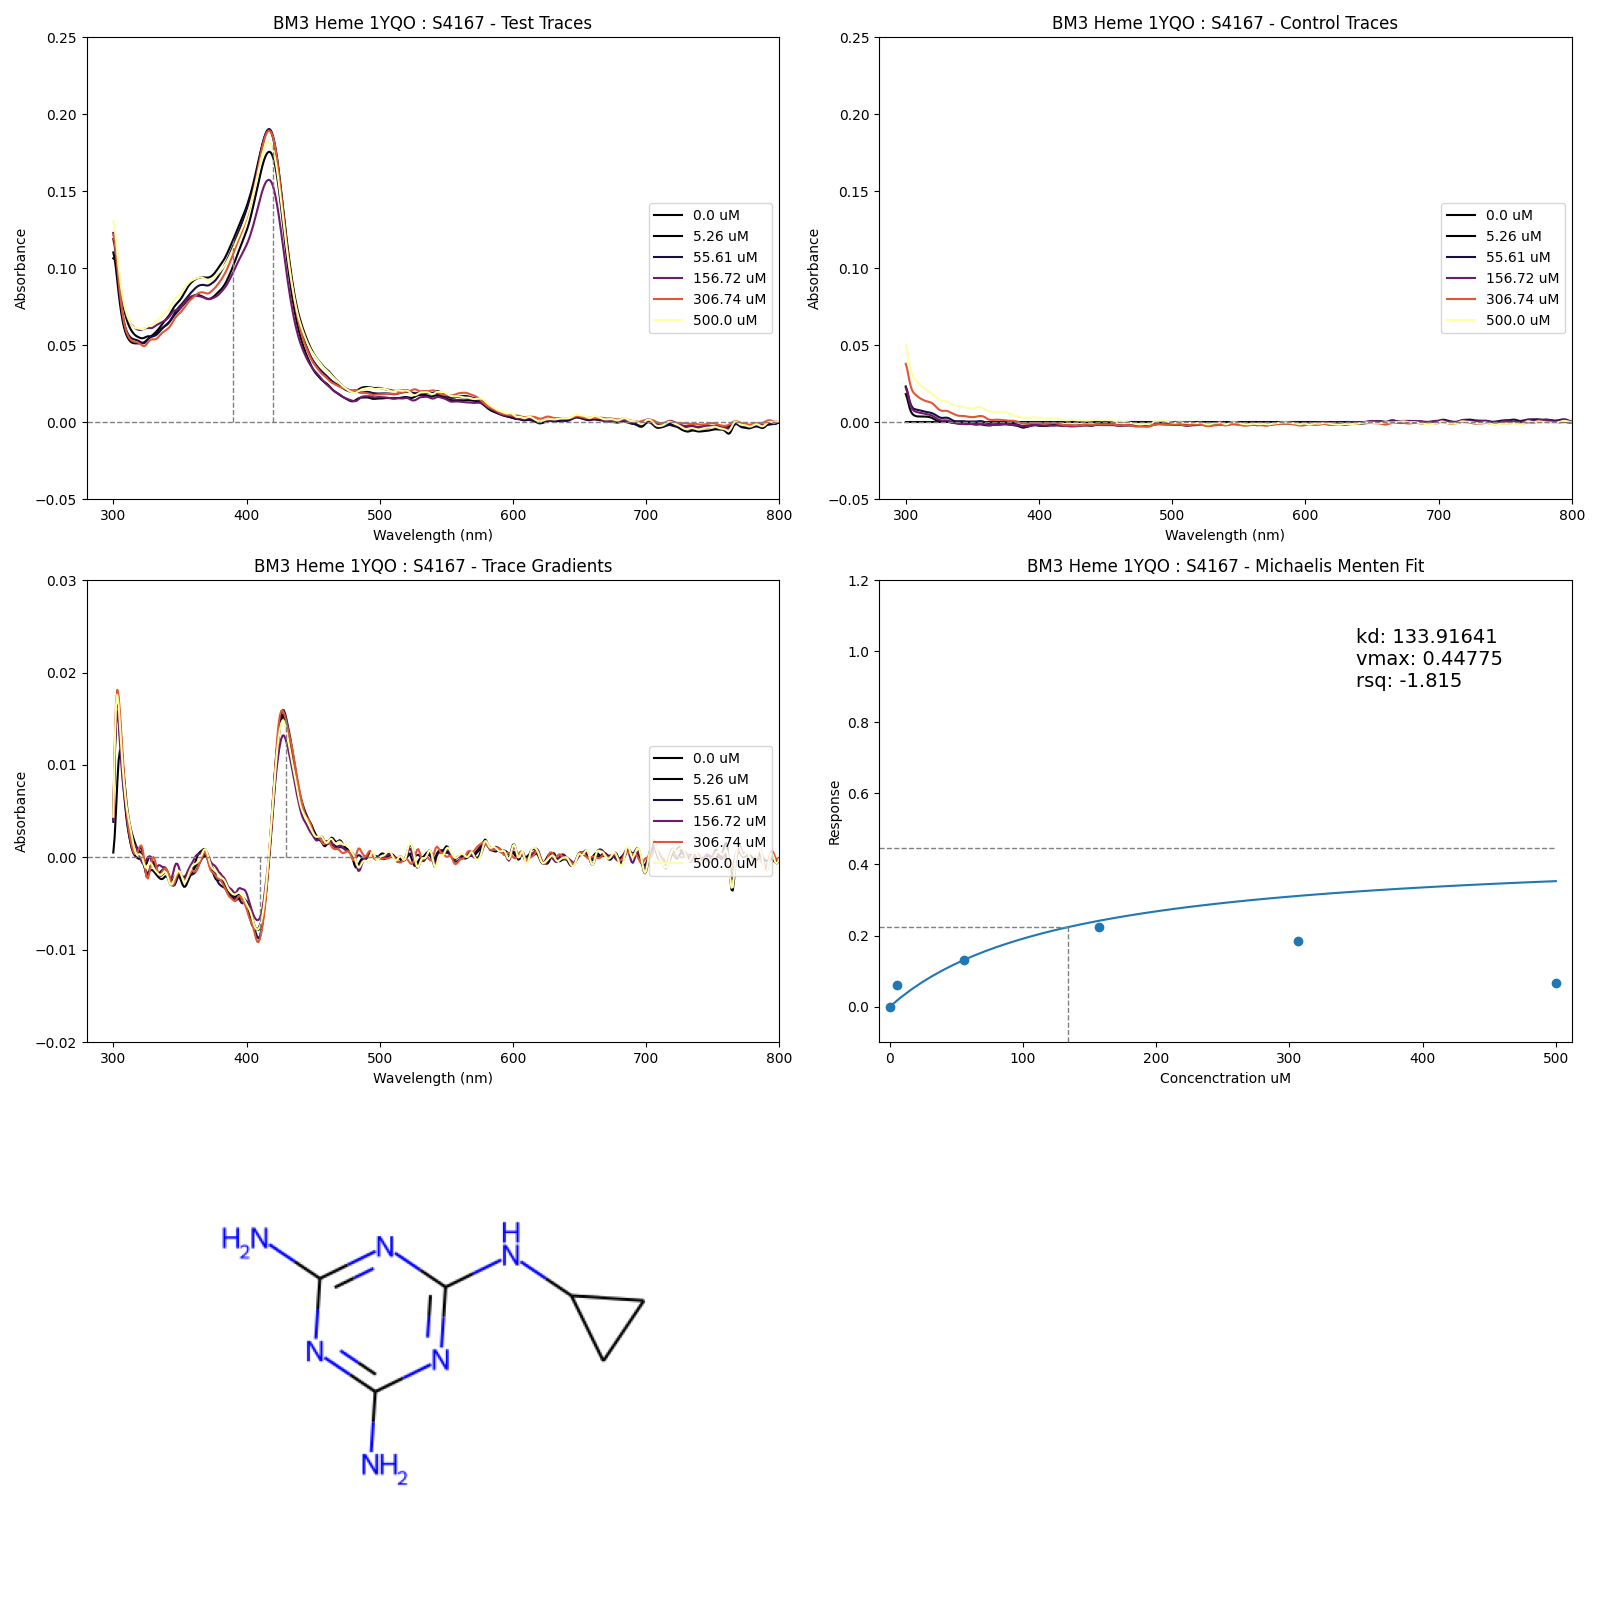 BM3 Heme 1YQO : S4167 - Test Traces
0.25
0.20
0.15
0.10
0.05
0.00
−0.05
Absorbance
300
400
500
600
700
800
Wavelength (nm)
0.0 uM
5.26 uM
55.61 uM
156.72 uM
306.74 uM
500.0 uM
BM3 Heme 1YQO : S4167 - Control Traces
0.25
0.20
0.15
0.10
0.05
0.00
−0.05
Absorbance
300
400
500
600
700
800
Wavelength (nm)
0.0 uM
5.26 uM
55.61 uM
156.72 uM
306.74 uM
500.0 uM
BM3 Heme 1YQO : S4167 - Trace Gradients
0.03
0.02
0.01
0.00
−0.01
−0.02
Absorbance
300
400
500
600
700
800
Wavelength (nm)
0.0 uM
5.26 uM
55.61 uM
156.72 uM
306.74 uM
500.0 uM
BM3 Heme 1YQO : S4167 - Michaelis Menten Fit
1.2
1.0
0.8
0.6
0.4
0.2
0.0
Response
kd: 133.91641
vmax: 0.44775
rsq: -1.815
0
100
200
300
400
500
Concenctration uM
H2N
N
H
N
N
N
NH2